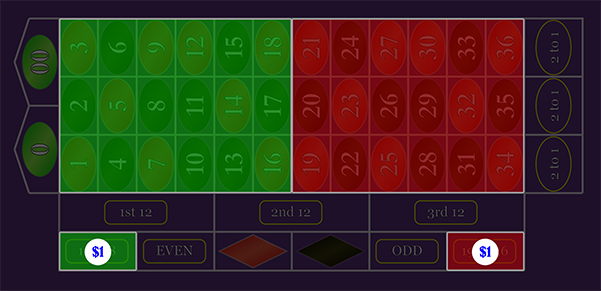 00 3 6 9 12 15 18 21 24 27 30 33 36 2 to 1
2 5 8 11 14 17 20 23 26 29 32 35 2 to 1
0 1 4 7 10 13 16 19 22 25 28 31 34 2 to 1
1st 12 2nd 12 3rd 12
$1 EVEN ODD $1